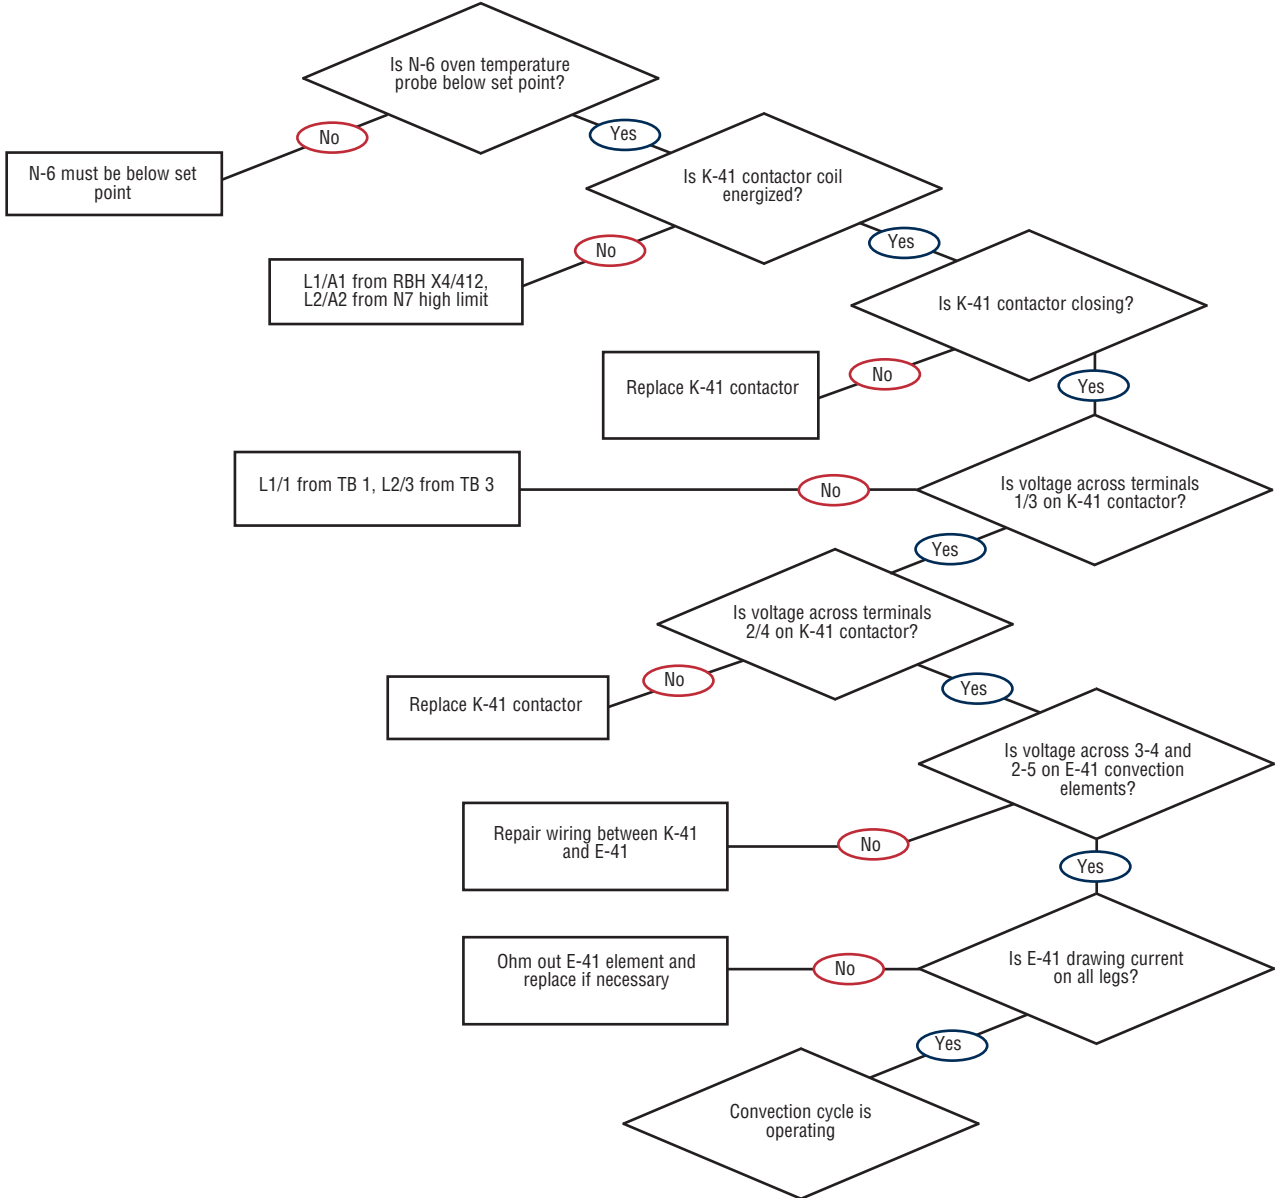 Is N-6 oven temperature
probe below set point?
No
Yes
N-6 must be below set
point
Is K-41 contactor coil
energized?
No
Yes
L1/A1 from RBH X4/412,
L2/A2 from N7 high limit
Is K-41 contactor closing?
No
Yes
Replace K-41 contactor
L1/1 from TB 1, L2/3 from TB 3
No
Is voltage across terminals
1/3 on K-41 contactor?
Yes
Is voltage across terminals
2/4 on K-41 contactor?
No
Yes
Replace K-41 contactor
Is voltage across 3-4 and
2-5 on E-41 convection
elements?
Repair wiring between K-41
and E-41
No
Yes
Ohm out E-41 element and
replace if necessary
No
Is E-41 drawing current
on all legs?
Yes
Convection cycle is
operating